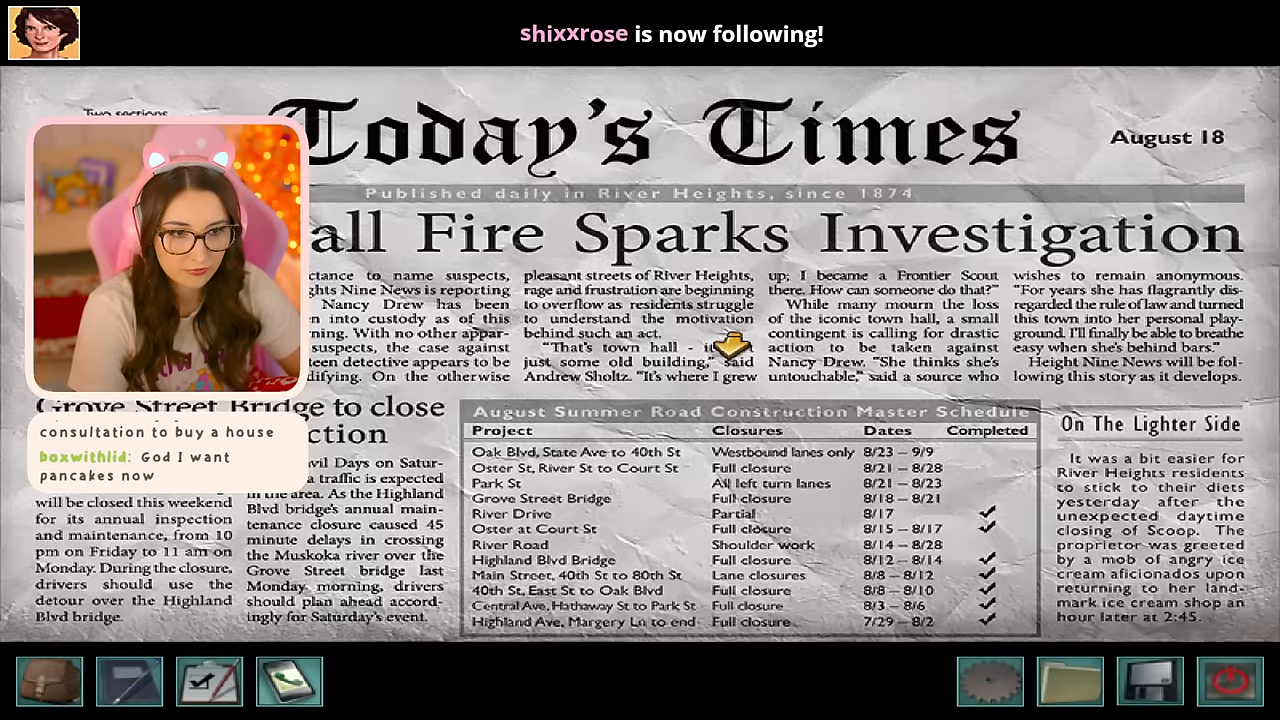 shixxrose is now following!
Two sections
Today's Times
August 18
Published daily in River Heights, since 1874
all Fire Sparks Investigation
to name suspects,
Nine News is reporting
Nancy Drew has been
into custody as of this
With no other appar-
suspects, the case against
detective appears to be
On the otherwise
pleasant streets of River Heights,
rage and frustration are beginning
to overflow as residents struggle
to understand the motivation
behind such an act.
"That's town hall - it
just some old building," said
Andrew Sholtz. "It's where I grew
up; I became a Frontier Scout
there. How can someone do that?"
While many mourn the loss
of the iconic town hall, a small
contingent is calling for drastic
action to be taken against
Nancy Drew. "She thinks she's
untouchable," said a source who
wishes to remain anonymous.
"For years she has flagrantly dis-
regarded the rule of law and turned
this town into her personal play-
ground. I'll finally be able to breathe
easy when she's behind bars."
Height Nine News will be fol-
lowing this story as it develops.
Grove Street Bridge to close
consultation to buy a house
boxwithlid: God I want
pancakes now
will be closed this weekend
for its annual inspection
and maintenance, from 10
pm on Friday to 11 am on
Monday. During the closure,
drivers should use the
detour over the Highland
Blvd bridge.
Days on Satur-
traffic is expected
in the area. As the Highland
Blvd bridge's annual main-
tenance closure caused 45
minute delays in crossing
the Muskoka river over the
Grove Street bridge last
Monday morning, drivers
should plan ahead accord-
ingly for Saturday's event.
August Summer Road Construction Master Schedule
Project Closures Dates Completed
Oak Blvd, State Ave to 40th St Westbound lanes only 8/23 – 9/9
Oster St, River St to Court St Full closure 8/21 – 8/28
Park St All left turn lanes 8/21 – 8/23
Grove Street Bridge Full closure 8/18 – 8/21
River Drive Partial 8/17 ✓
Oster at Court St Full closure 8/15 – 8/17 ✓
River Road Shoulder work 8/14 – 8/28
Highland Blvd Bridge Full closure 8/12 – 8/14 ✓
Main Street, 40th St to 80th St Lane closures 8/8 – 8/12 ✓
40th St, East St to Oak Blvd Full closure 8/8 – 8/10 ✓
Central Ave, Hathaway St to Park St Full closure 8/3 – 8/6 ✓
Highland Ave, Margery Ln to end Full closure 7/29 – 8/2 ✓
On The Lighter Side
It was a bit easier for
River Heights residents
to stick to their diets
yesterday after the
unexpected daytime
closing of Scoop. The
proprietor was greeted
by a mob of angry ice
cream aficionados upon
returning to her land-
mark ice cream shop an
hour later at 2:45.